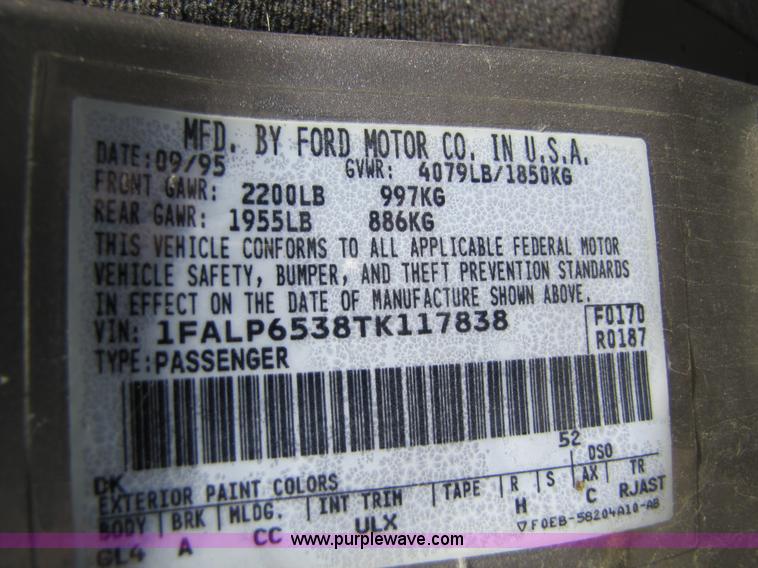 MFD. BY FORD MOTOR CO. IN U.S.A.
DATE:09/95 GVWR: 4079LB/1850KG
FRONT GAWR: 2200LB 997KG
REAR GAWR: 1955LB 886KG
THIS VEHICLE CONFORMS TO ALL APPLICABLE FEDERAL MOTOR
VEHICLE SAFETY, BUMPER, AND THEFT PREVENTION STANDARDS
IN EFFECT ON THE DATE OF MANUFACTURE SHOWN ABOVE.
VIN: 1FALP6538TK117838 F0170
TYPE:PASSENGER R0187
52
DK DSO
EXTERIOR PAINT COLORS
BODY BRK MLDG. INT TRIM TAPE R S AX TR
GL4 A CC ULX H C RJAST
▽F0EB-58204A10-AB
www.purplewave.com